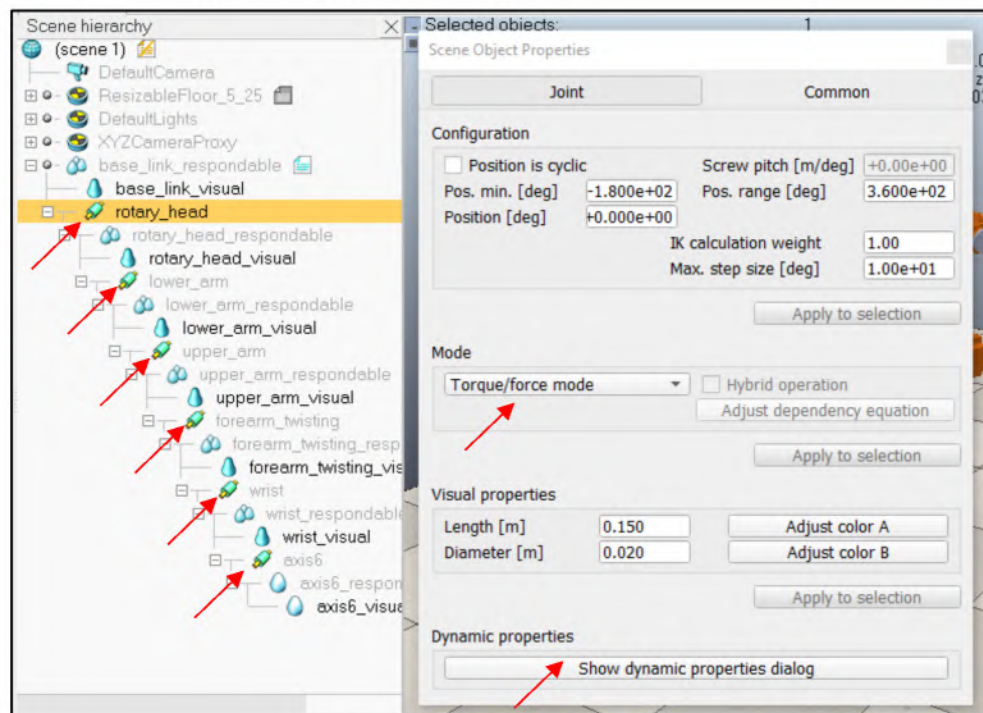 Scene hierarchy
(scene 1)
DefaultCamera
ResizableFloor_5_25
DefaultLights
XYZCameraProxy
base_link_respondable
base_link_visual
rotary_head
rotary_head_respondable
rotary_head_visual
lower_arm
lower_arm_respondable
lower_arm_visual
upper_arm
upper_arm_respondable
upper_arm_visual
forearm_twisting
forearm_twisting_resp
forearm_twisting_vis
wrist
wrist_respondable
wrist_visual
axis6
axis6_respon
axis6_visua
Selected objects: 1
Scene Object Properties
Joint Common
Configuration
Position is cyclic Screw pitch [m/deg] +0.00e+00
Pos. min. [deg] -1.800e+02 Pos. range [deg] 3.600e+02
Position [deg] +0.000e+00
IK calculation weight 1.00
Max. step size [deg] 1.00e+01
Apply to selection
Mode
Torque/force mode Hybrid operation
Adjust dependency equation
Apply to selection
Visual properties
Length [m] 0.150 Adjust color A
Diameter [m] 0.020 Adjust color B
Apply to selection
Dynamic properties
Show dynamic properties dialog